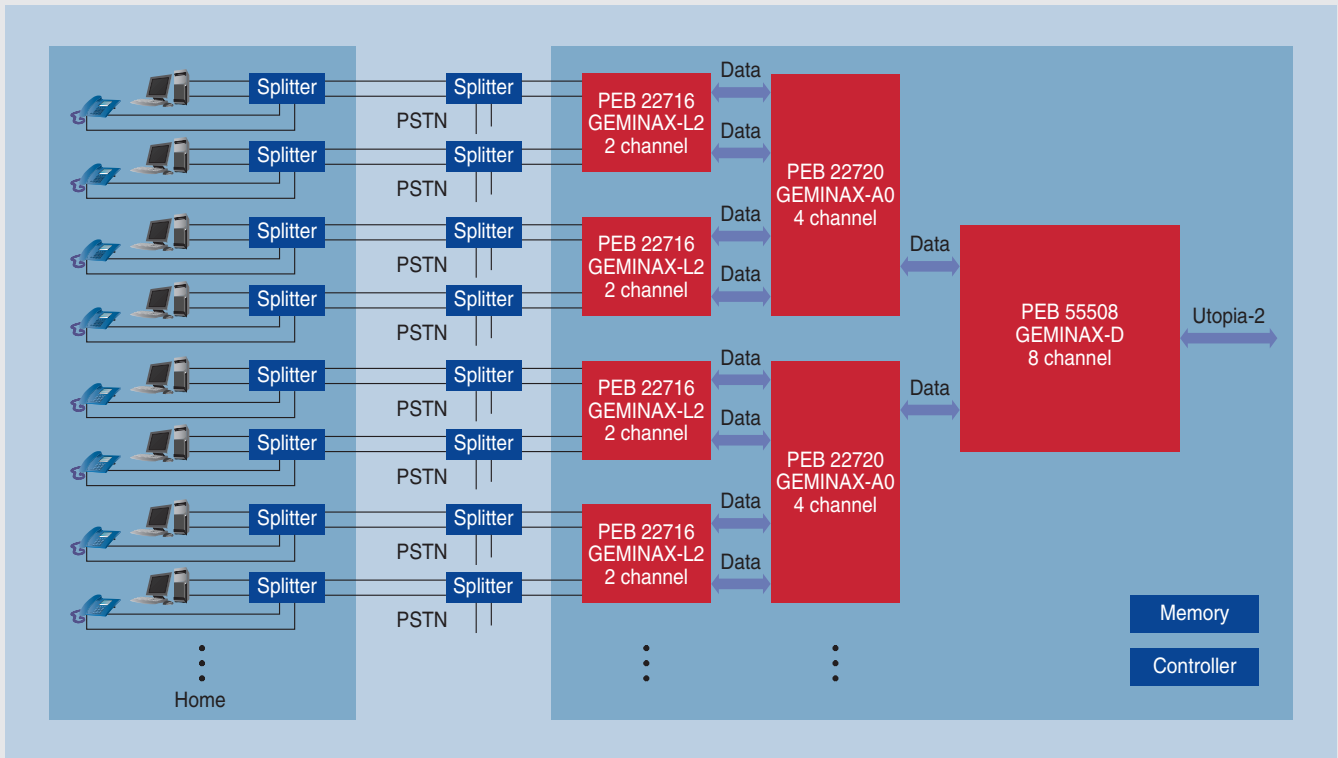 Splitter
Splitter
PSTN
Splitter
Splitter
PSTN
Splitter
Splitter
PSTN
Splitter
Splitter
PSTN
Splitter
Splitter
PSTN
Splitter
Splitter
PSTN
Splitter
Splitter
PSTN
Splitter
Splitter
PSTN
Home
PEB 22716
GEMINAX-L2
2 channel
PEB 22716
GEMINAX-L2
2 channel
PEB 22716
GEMINAX-L2
2 channel
PEB 22716
GEMINAX-L2
2 channel
Data
Data
Data
Data
Data
Data
Data
Data
PEB 22720
GEMINAX-A0
4 channel
PEB 22720
GEMINAX-A0
4 channel
Data
Data
PEB 55508
GEMINAX-D
8 channel
Utopia-2
Memory
Controller